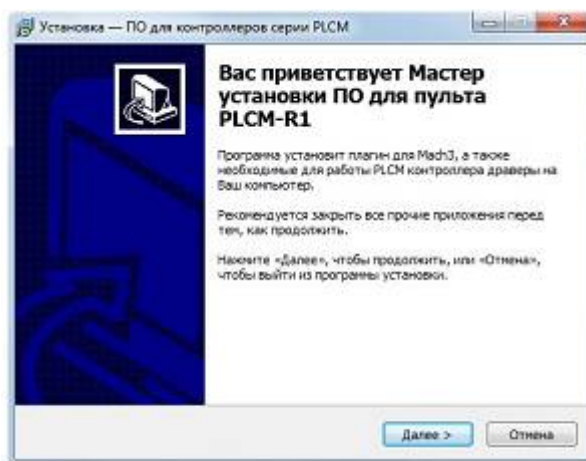 Установка — ПО для контроллеров серии PLCM
Вас приветствует Мастер
установки ПО для пульта
PLCM-R1
Программа установит плагин для Mach3, а также
необходимые для работы PLCM контроллера драверы на
Ваш компьютер.
Рекомендуется закрыть все прочие приложения перед
тем, как продолжить.
Нажмите «Далее», чтобы продолжить, или «Отмена»,
чтобы выйти из программы установки.
Далее >
Отмена